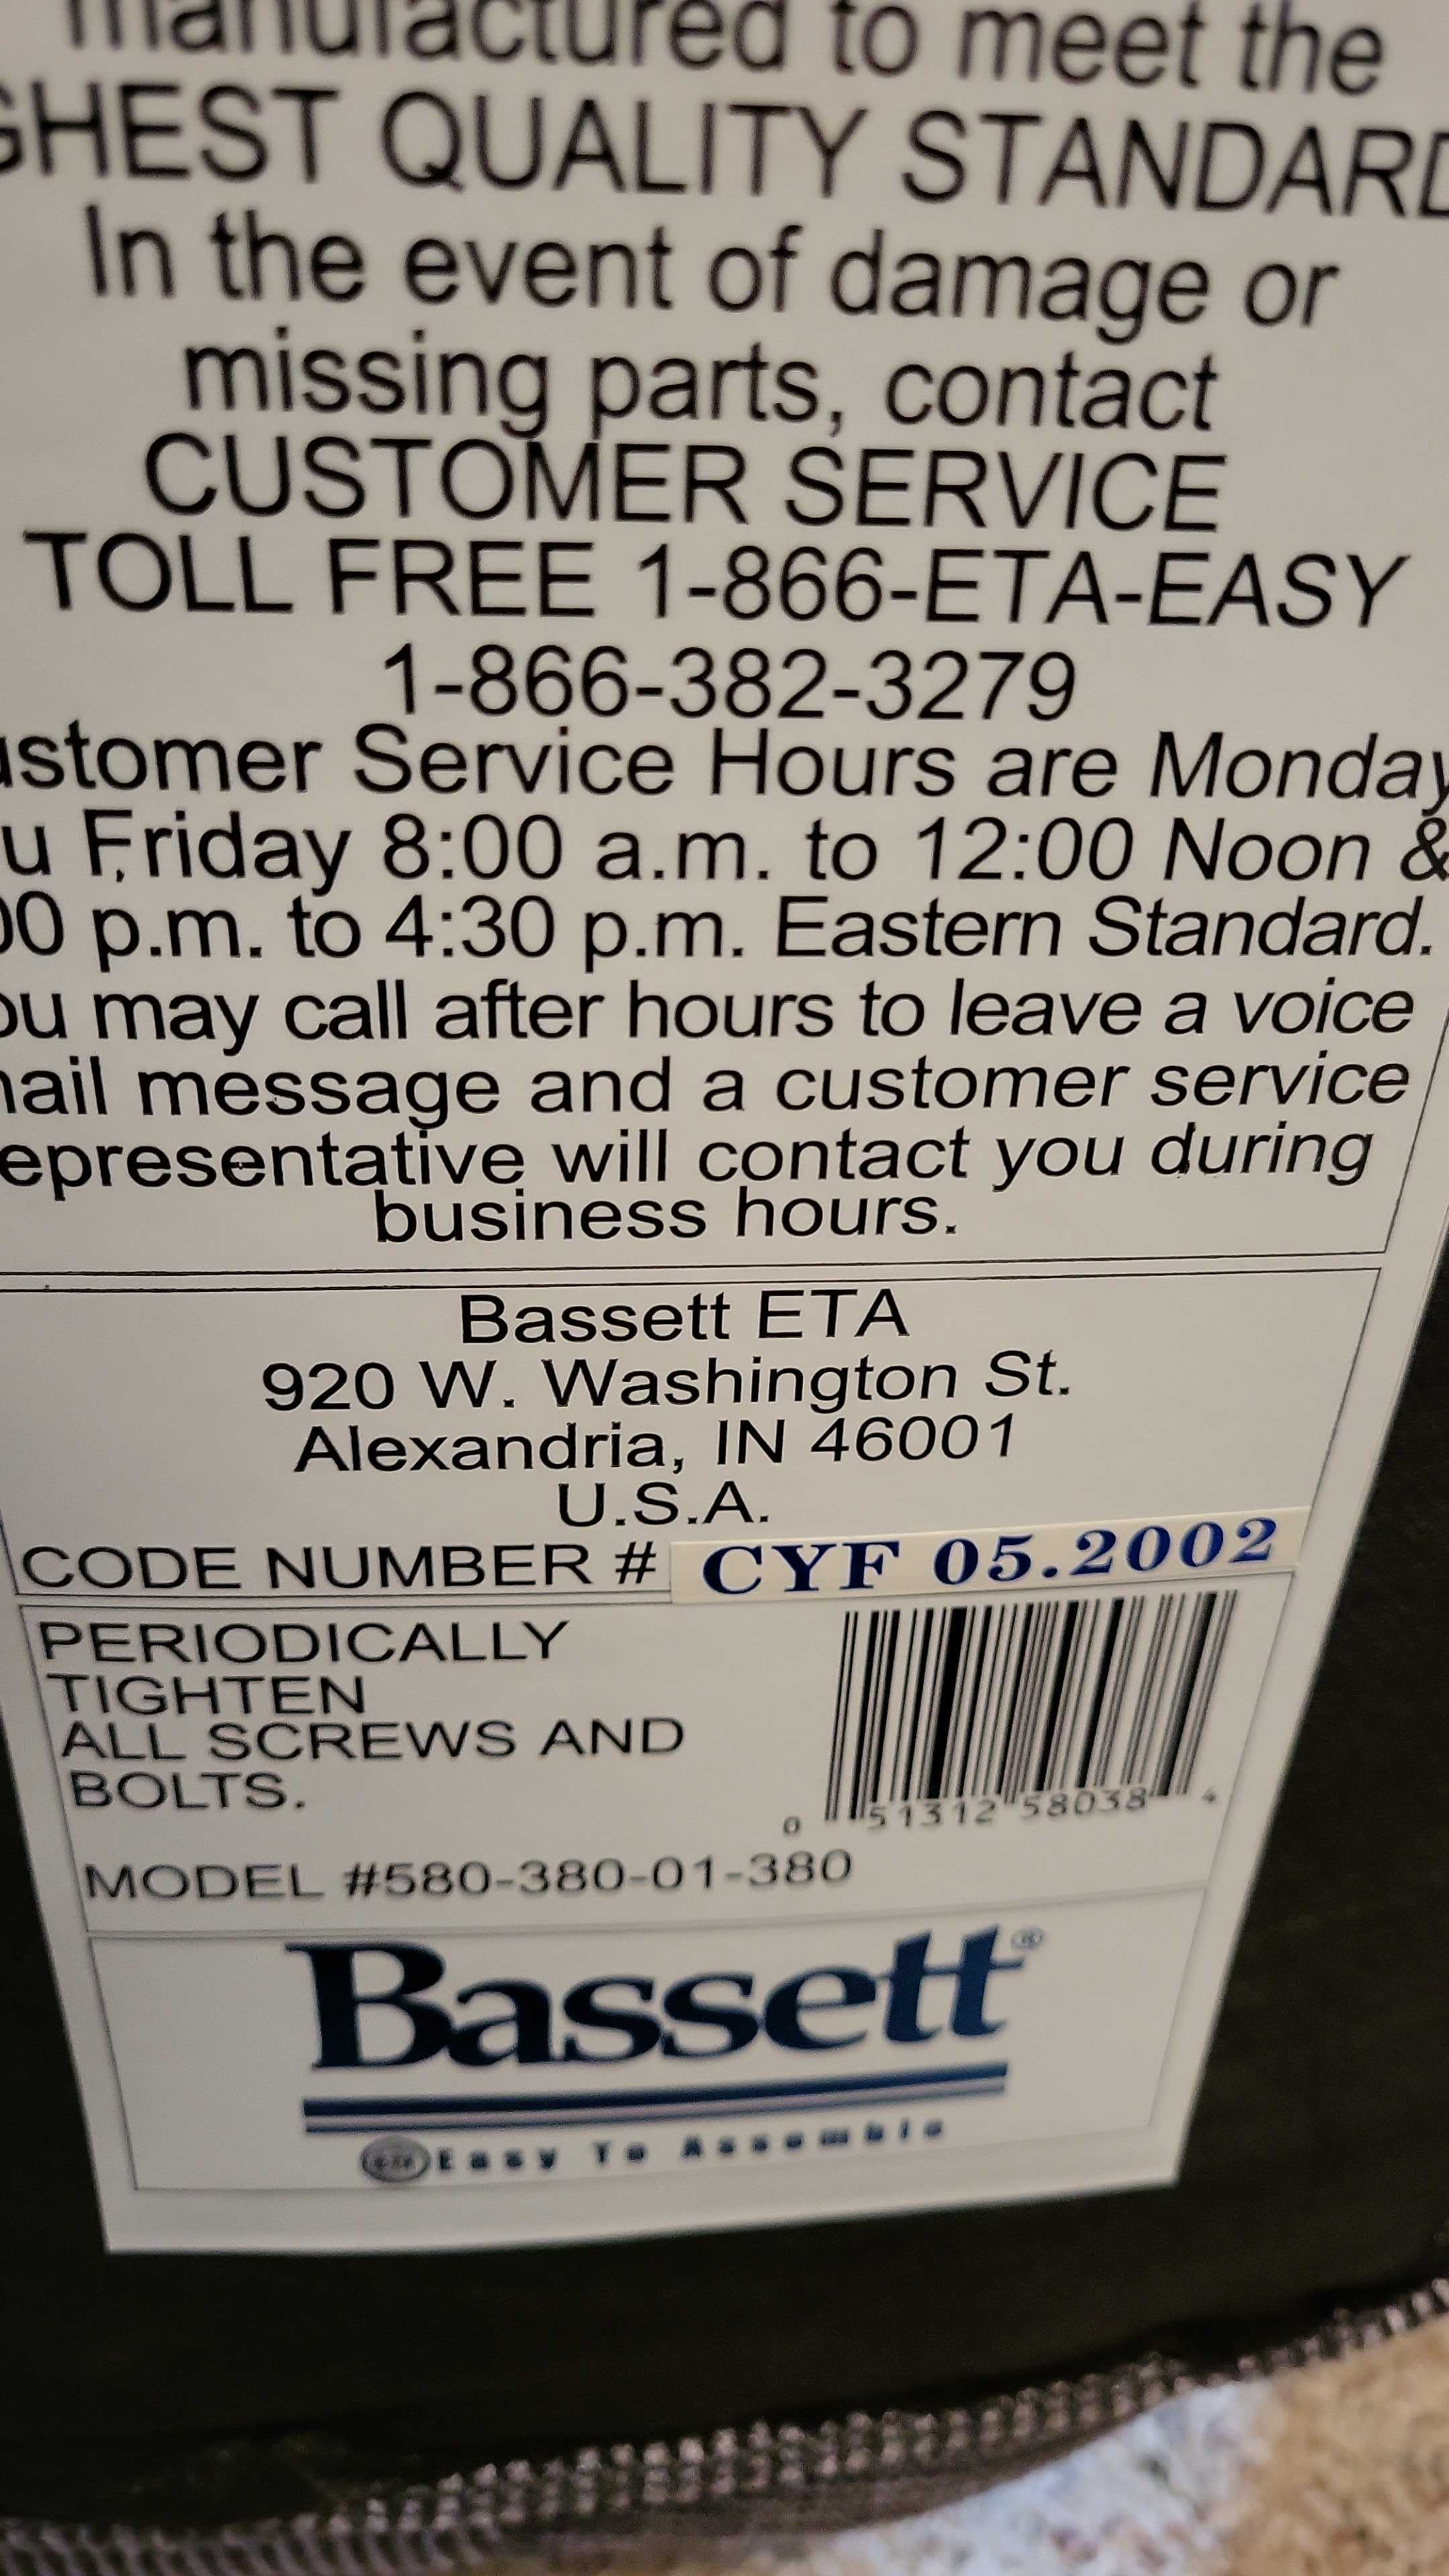 manufactured to meet the
GHEST QUALITY STANDARD
In the event of damage or
missing parts, contact
CUSTOMER SERVICE
TOLL FREE 1-866-ETA-EASY
1-866-382-3279
ustomer Service Hours are Monday
u Friday 8:00 a.m. to 12:00 Noon &
00 p.m. to 4:30 p.m. Eastern Standard.
ou may call after hours to leave a voice
mail message and a customer service
epresentative will contact you during
business hours.
Bassett ETA
920 W. Washington St.
Alexandria, IN 46001
U.S.A.
CODE NUMBER # CYF 05.2002
PERIODICALLY
TIGHTEN
ALL SCREWS AND
BOLTS.
0 51312 58038 4
MODEL #580-380-01-380
Bassett®
Easy To Assemble